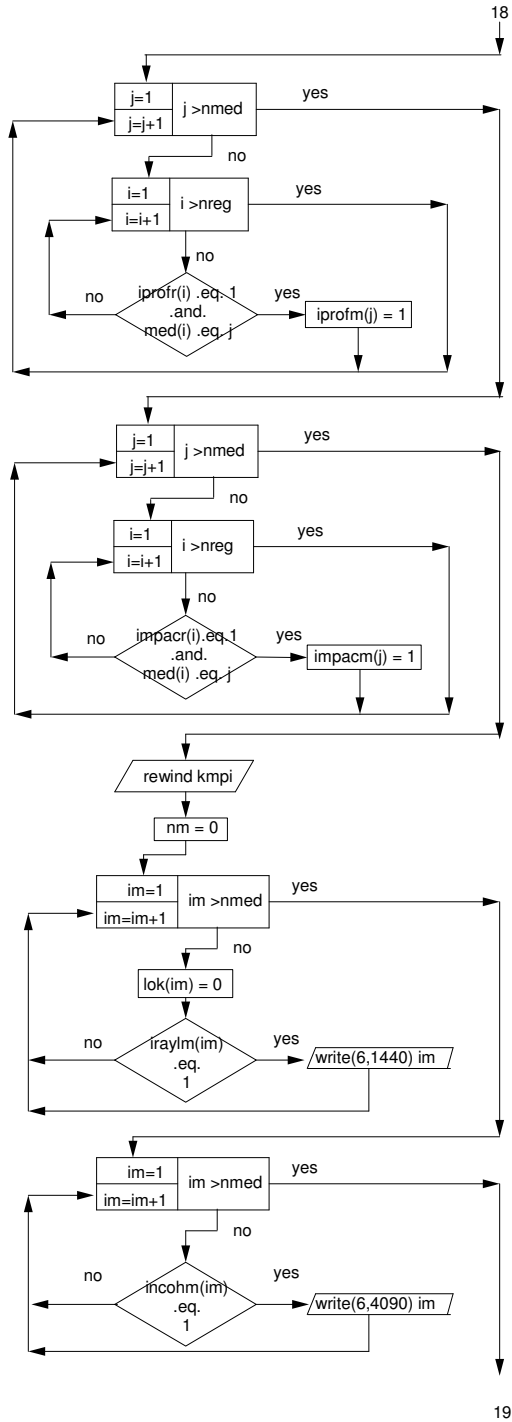 18
j=1
j=j+1
j >nmed
yes
no
i=1
i=i+1
i >nreg
yes
no
iprofr(i) .eq. 1
.and.
med(i) .eq. j
no
yes
iprofm(j) = 1
j=1
j=j+1
j >nmed
yes
no
i=1
i=i+1
i >nreg
yes
no
impacr(i).eq.1
.and.
med(i) .eq. j
no
yes
impacm(j) = 1
rewind kmpi
nm = 0
im=1
im=im+1
im >nmed
yes
no
lok(im) = 0
iraylm(im)
.eq.
1
no
yes
write(6,1440) im
im=1
im=im+1
im >nmed
yes
no
incohm(im)
.eq.
1
no
yes
write(6,4090) im
19